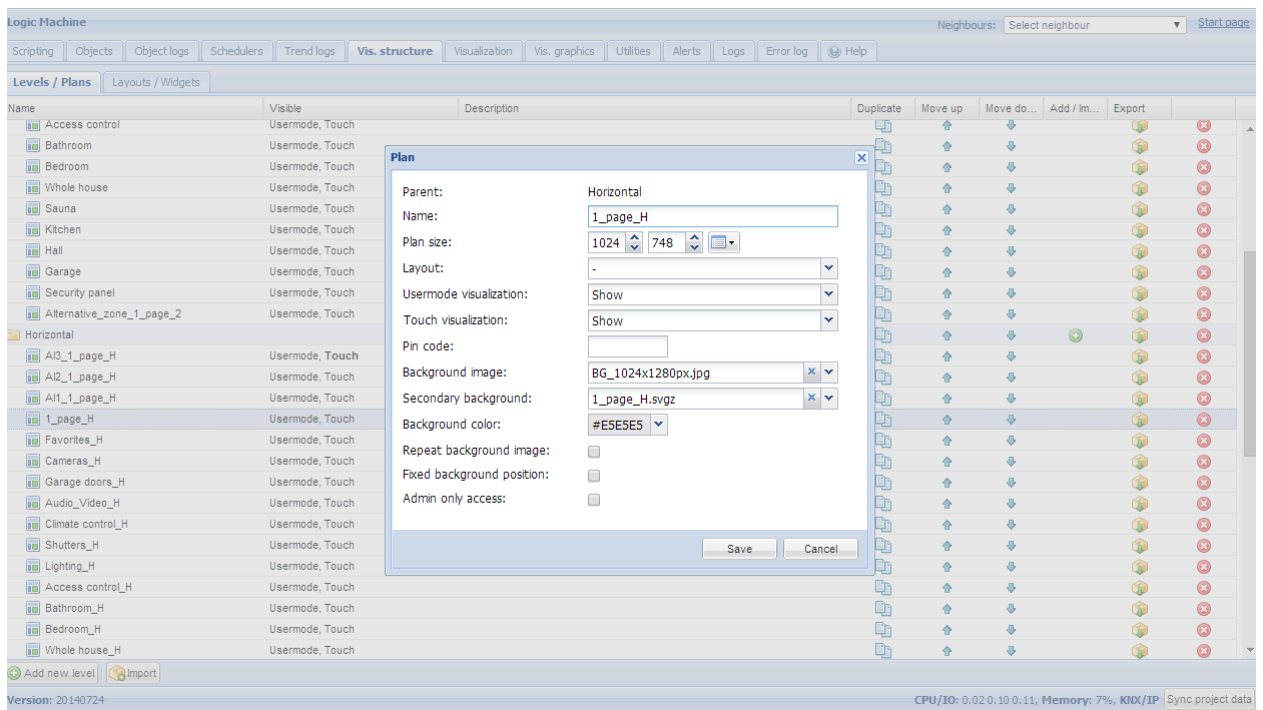 Logic Machine
Neighbours: Select neighbour Start page
Scripting Objects Object logs Schedulers Trend logs Vis. structure Visualization Vis. graphics Utilities Alerts Logs Error log Help
Levels / Plans Layouts / Widgets
Name Visible Description Duplicate Move up Move do... Add / Im... Export
Access control Usermode, Touch
Bathroom Usermode, Touch
Bedroom Usermode, Touch
Whole house Usermode, Touch
Sauna Usermode, Touch
Kitchen Usermode, Touch
Hall Usermode, Touch
Garage Usermode, Touch
Security panel Usermode, Touch
Alternative_zone_1_page_2 Usermode, Touch
Horizontal
Al3_1_page_H Usermode, Touch
Al2_1_page_H Usermode, Touch
Al1_1_page_H Usermode, Touch
1_page_H Usermode, Touch
Favorites_H Usermode, Touch
Cameras_H Usermode, Touch
Garage doors_H Usermode, Touch
Audio_Video_H Usermode, Touch
Climate control_H Usermode, Touch
Shutters_H Usermode, Touch
Lighting_H Usermode, Touch
Access control_H Usermode, Touch
Bathroom_H Usermode, Touch
Bedroom_H Usermode, Touch
Whole house_H Usermode, Touch
Plan
Parent: Horizontal
Name: 1_page_H
Plan size: 1024 748
Layout: -
Usermode visualization: Show
Touch visualization: Show
Pin code:
Background image: BG_1024x1280px.jpg
Secondary background: 1_page_H.svgz
Background color: #E5E5E5
Repeat background image:
Fixed background position:
Admin only access:
Save Cancel
Add new level Import
Version: 20140724 CPU/IO: 0.02 0.10 0.11, Memory: 7%, KNX/IP Sync project data